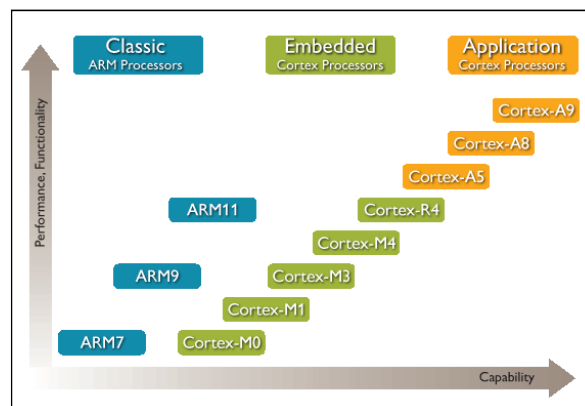 Classic
ARM Processors
Embedded
Cortex Processors
Application
Cortex Processors
Performance, Functionality
Cortex-A9
Cortex-A8
Cortex-A5
ARM11
Cortex-R4
Cortex-M4
ARM9
Cortex-M3
Cortex-M1
ARM7
Cortex-M0
Capability